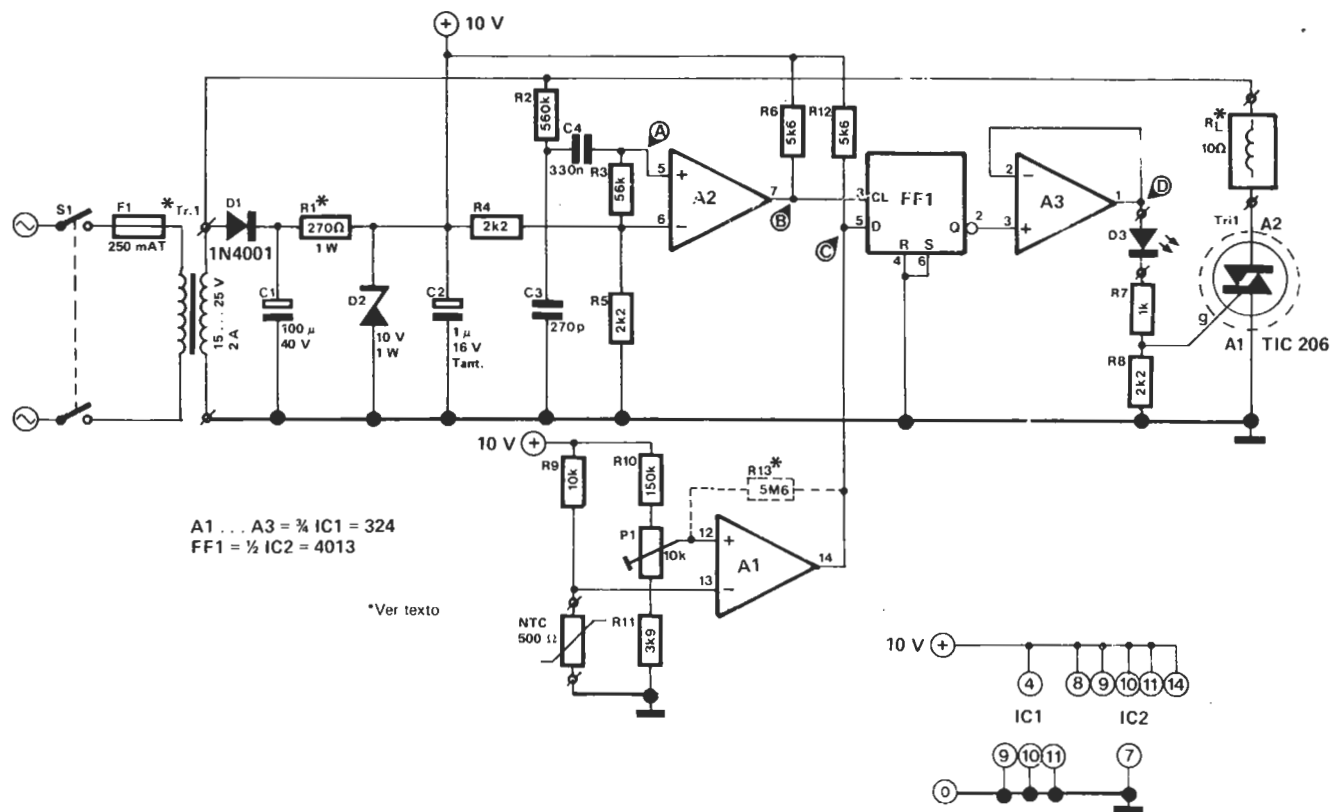 + 10 V
R2
560k
C4
330n
A
R3
56k
5
+
6
−
A2
7
B
R6
5k6
R12
5k6
C
3
CL
5
D
FF1
R
4
S
6
Q
2
2
−
3
+
A3
1
D
D3
R7
1k
R8
2k2
RL*
10Ω
Tri1
A2
g
A1
TIC 206
S1
F1
250 mAT
*Tr.1
15 ... 25 V
2 A
D1
1N4001
R1*
270Ω
1 W
C1
100 µ
40 V
D2
10 V
1 W
C2
1 µ
16 V
Tant.
R4
2k2
C3
270p
R5
2k2
10 V +
R9
10k
R10
150k
P1
10k
R13*
5M6
12
+
13
−
A1
14
NTC
500 Ω
R11
3k9
A1 ... A3 = ¾ IC1 = 324
FF1 = ½ IC2 = 4013
*Ver texto
10 V +
4 8 9 10 11 14
IC1 IC2
9 10 11 7
0